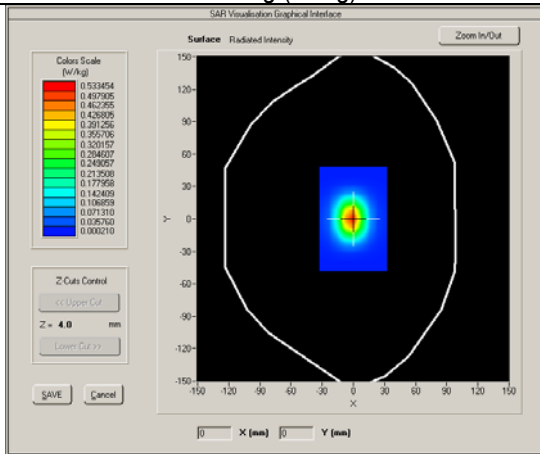 SAR Visualisation Graphical Interface
Surface Radiated Intensity
Zoom In/Out
Colors Scale
(W/kg)
0.533454
0.497905
0.462355
0.426805
0.391256
0.355706
0.320157
0.284607
0.249057
0.213508
0.177958
0.142409
0.106859
0.071310
0.035760
0.000210
150
120
90
60
30
0
-30
-60
-90
-120
-150
Y
-150 -120 -90 -60 -30 0 30 60 90 120 150
X
Z Cuts Control
<< Upper Cut
Z = 4.0 mm
Lower Cut >>
SAVE Cancel
0 X (mm) 0 Y (mm)